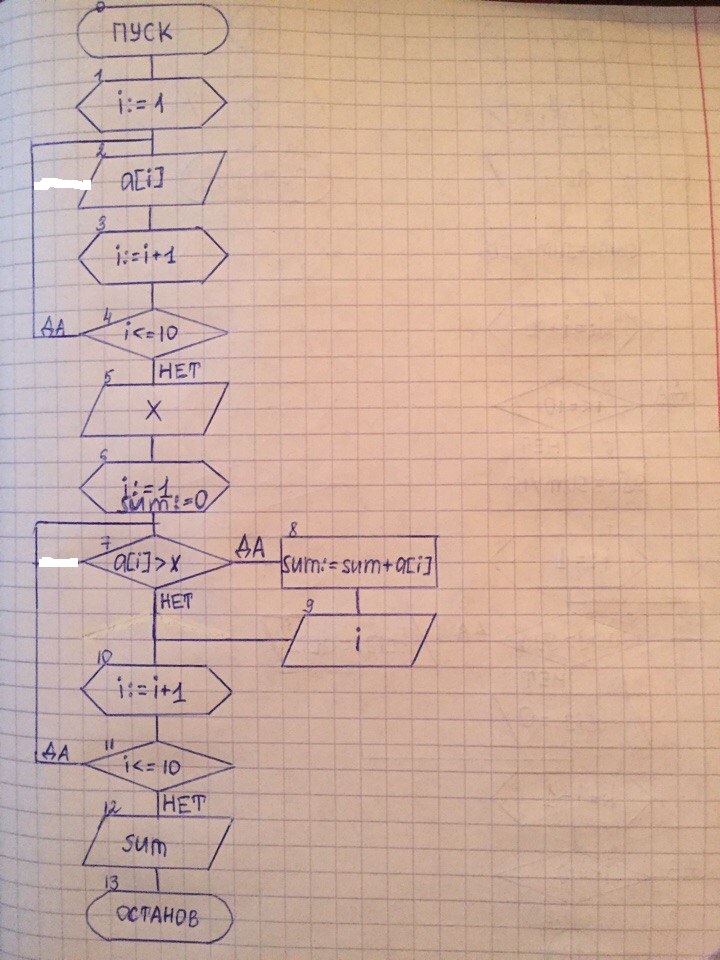 0
ПУСК
1
i:=1
2
a[i]
3
i:=i+1
4
ДА
i<=10
НЕТ
5
X
6
i:=1
sum:=0
7
a[i]>x
ДА
8
sum:=sum+a[i]
НЕТ
9
i
10
i:=i+1
11
ДА
i<=10
НЕТ
12
sum
13
ОСТАНОВ